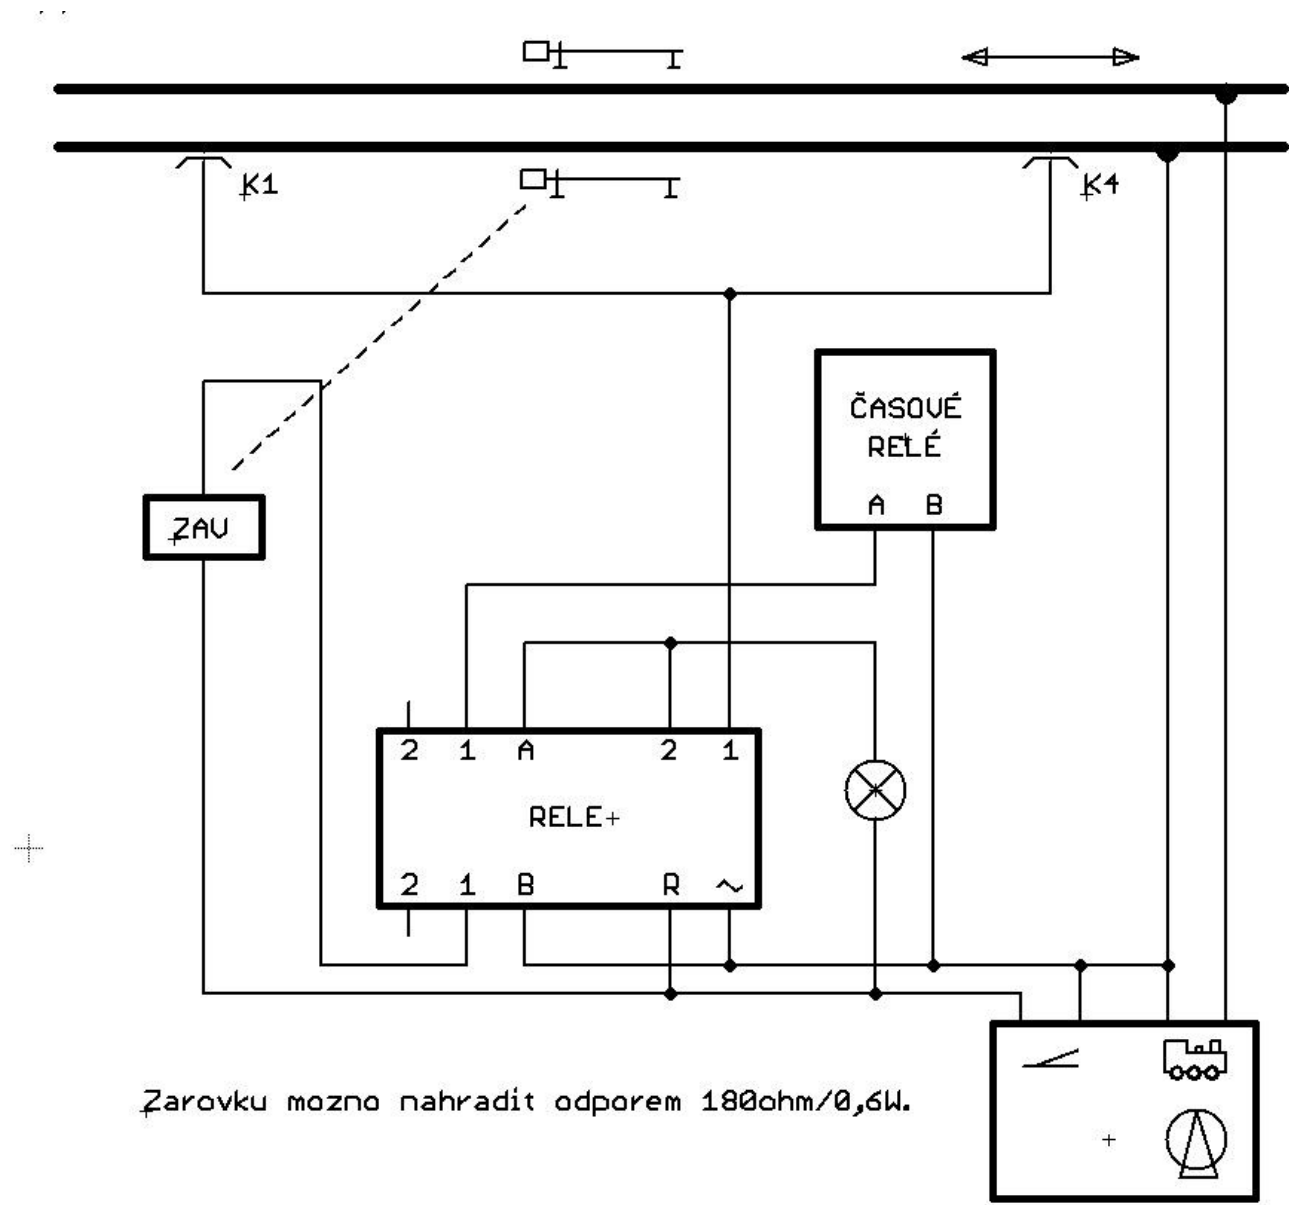 K1
K4
ČASOVÉ
RELÉ
A B
ZAV
2 1 A 2 1
RELE
2 1 B R ~
Zarovku mozno nahradit odporem 180ohm/0,6W.